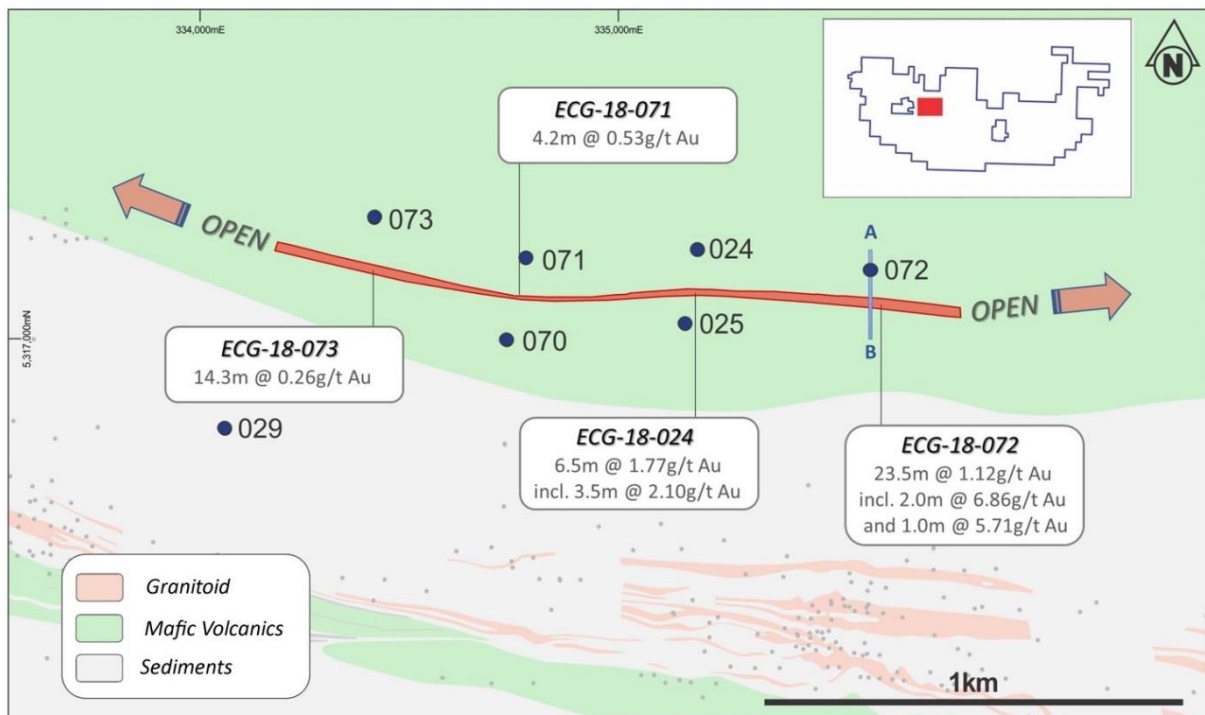 334,000mE
335,000mE
N
ECG-18-071
4.2m @ 0.53g/t Au
OPEN
073
071
024
A
072
OPEN
5,317,000mN
070
025
B
ECG-18-073
14.3m @ 0.26g/t Au
029
ECG-18-024
6.5m @ 1.77g/t Au
incl. 3.5m @ 2.10g/t Au
ECG-18-072
23.5m @ 1.12g/t Au
incl. 2.0m @ 6.86g/t Au
and 1.0m @ 5.71g/t Au
Granitoid
Mafic Volcanics
Sediments
1km